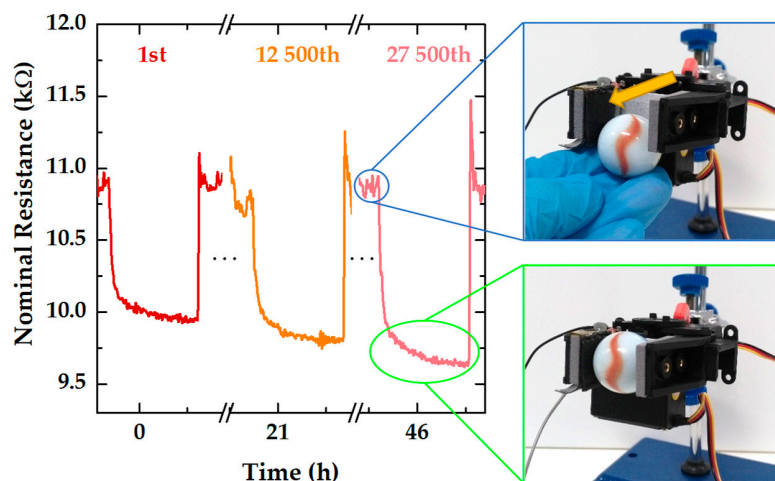 12.0
11.5
11.0
10.5
10.0
9.5
Nominal Resistance (kΩ)
1st
12 500th
27 500th
...
...
0
21
46
Time (h)